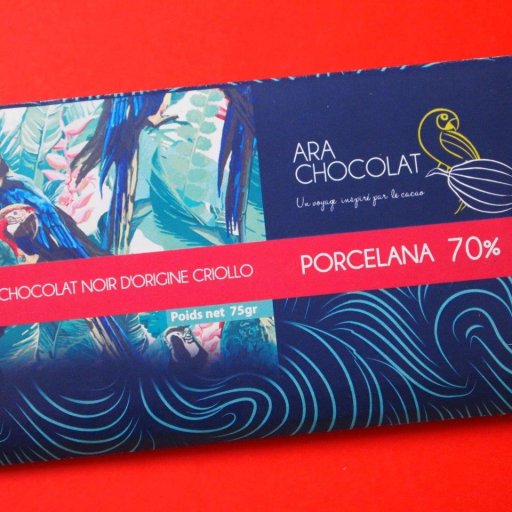 ARA
CHOCOLAT
Un voyage inspiré par le cacao
CHOCOLAT NOIR D'ORIGINE CRIOLLO
PORCELANA 70%
Poids net 75gr